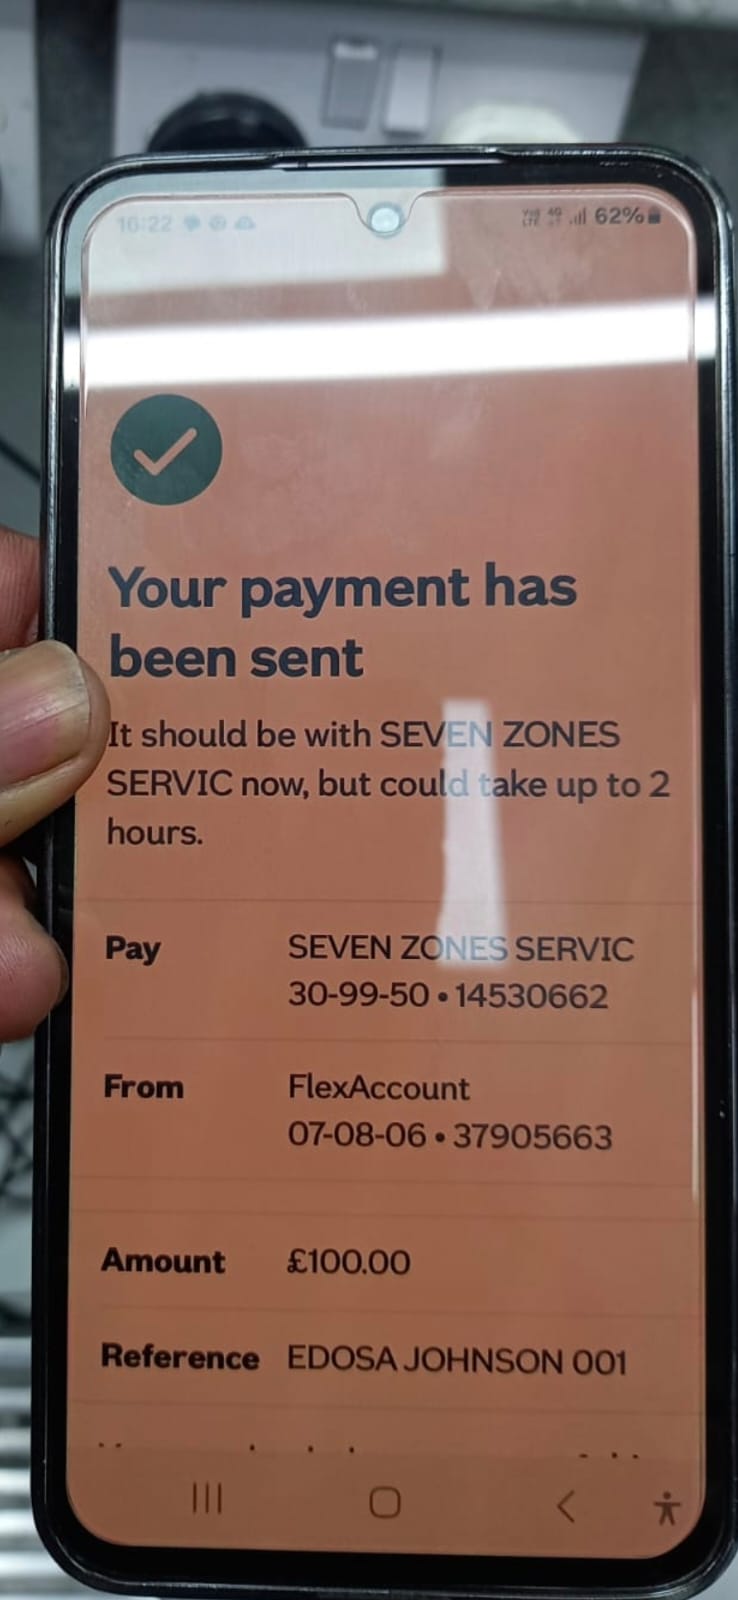 16:22
62%
Your payment has
been sent
It should be with SEVEN ZONES
SERVIC now, but could take up to 2
hours.
Pay SEVEN ZONES SERVIC
30-99-50 • 14530662
From FlexAccount
07-08-06 • 37905663
Amount £100.00
Reference EDOSA JOHNSON 001